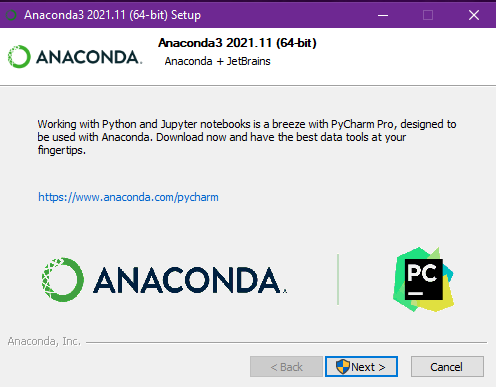 Anaconda3 2021.11 (64-bit) Setup
Anaconda3 2021.11 (64-bit)
Anaconda + JetBrains
ANACONDA.
Working with Python and Jupyter notebooks is a breeze with PyCharm Pro, designed to
be used with Anaconda. Download now and have the best data tools at your
fingertips.
https://www.anaconda.com/pycharm
ANACONDA.
PC
Anaconda, Inc.
< Back Next > Cancel